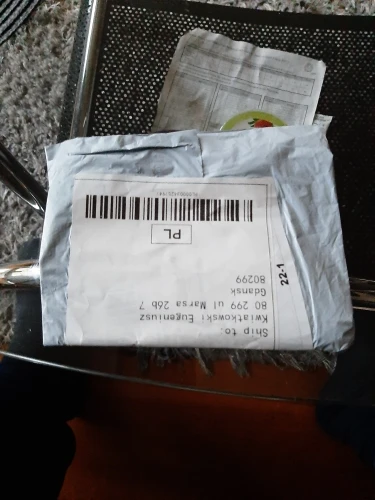 Ship to:
Kwiatkowski Eugeniusz
80 299 ul Marsa 26b 7
Gdansk
80299
22-1
PL